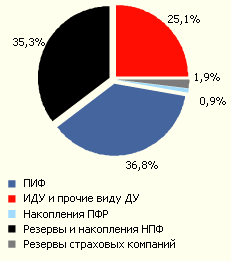 25,1%
35,3%
1,9%
0,9%
36,8%
ПИФ
ИДУ и прочие виду ДУ
Накопления ПФР
Резервы и накопления НПФ
Резервы страховых компаний